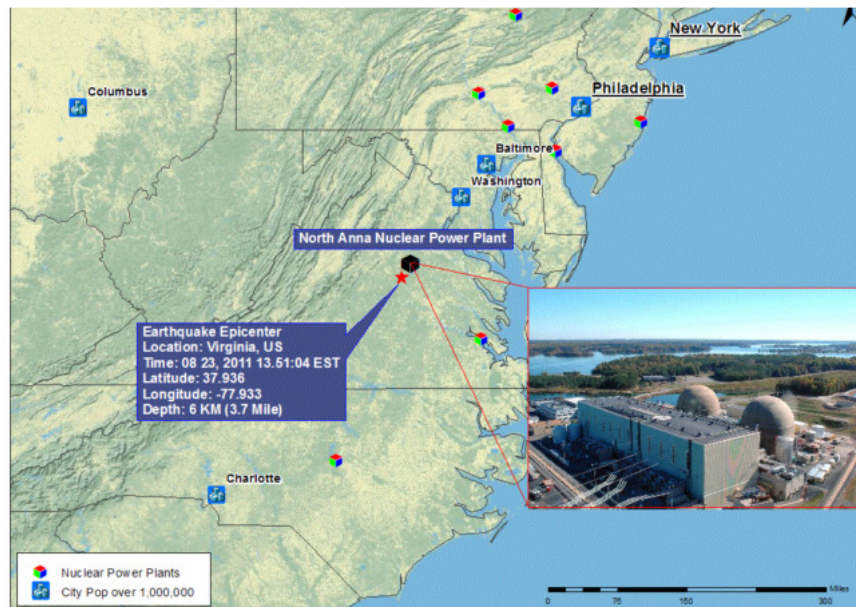 New York
Columbus
Philadelphia
Baltimore
Washington
North Anna Nuclear Power Plant
Earthquake Epicenter
Location: Virginia, US
Time: 08 23, 2011 13.51:04 EST
Latitude: 37.936
Longitude: -77.933
Depth: 6 KM (3.7 Mile)
Charlotte
Nuclear Power Plants
City Pop over 1,000,000
Miles
0 75 150 300